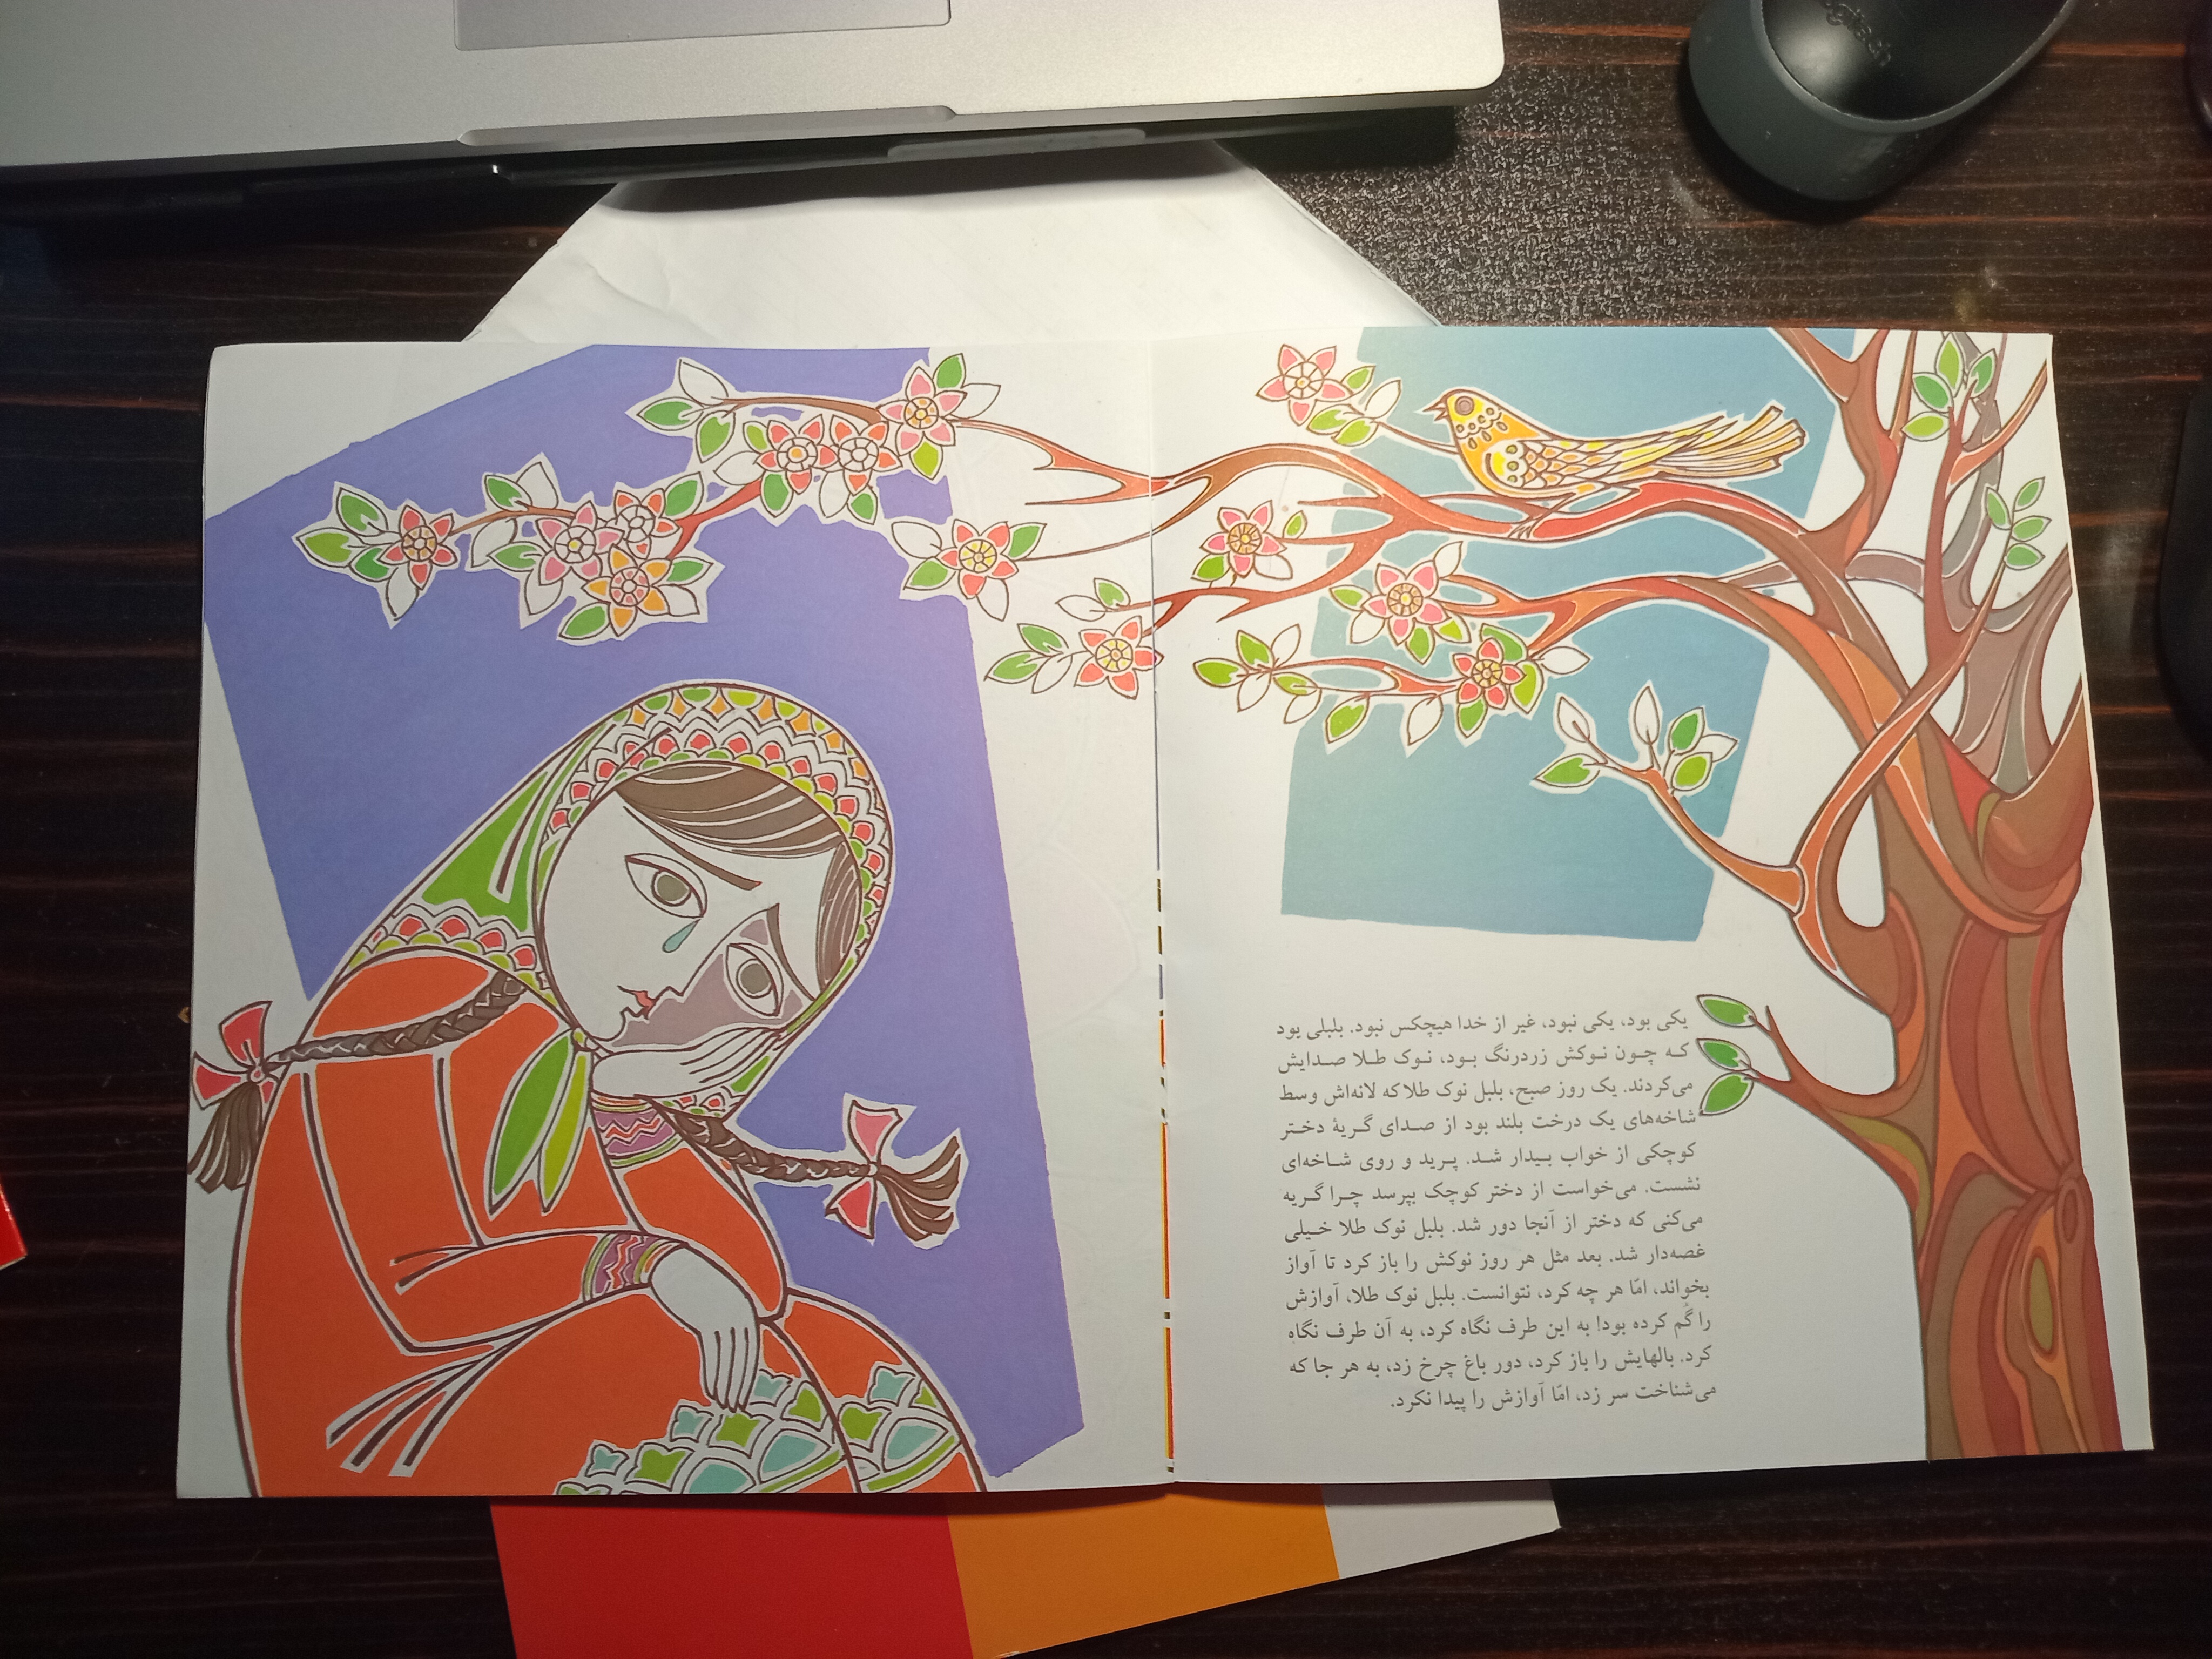 یکی بود، یکی نبود، غیر از خدا هیچکس نبود. بلبلی بود
که چون نوکش زردرنگ بود، نوک طلا صدایش
می‌کردند. یک روز صبح، بلبل نوک طلا که لانه‌اش وسط
شاخه‌های یک درخت بلند بود از صدای گریهٔ دختر
کوچکی از خواب بیدار شد. پرید و روی شاخه‌ای
نشست. می‌خواست از دختر کوچک بپرسد چرا گریه
می‌کنی که دختر از آنجا دور شد. بلبل نوک طلا خیلی
غصه‌دار شد. بعد مثل هر روز نوکش را باز کرد تا آواز
بخواند، امّا هر چه کرد، نتوانست. بلبل نوک طلا، آوازش
را گُم کرده بود! به این طرف نگاه کرد، به آن طرف نگاه
کرد. بالهایش را باز کرد، دور باغ چرخ زد، به هر جا که
می‌شناخت سر زد، امّا آوازش را پیدا نکرد.